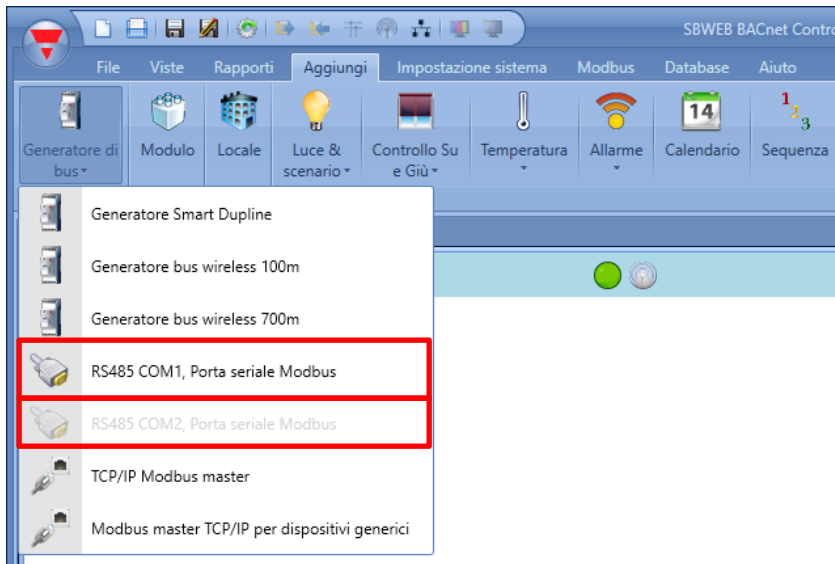 SBWEB BACnet Contro
File Viste Rapporti Aggiungi Impostazione sistema Modbus Database Aiuto
14
1
2
3
Generatore di bus
Modulo
Locale
Luce & scenario
Controllo Su e Giù
Temperatura
Allarme
Calendario
Sequenza
Generatore Smart Dupline
Generatore bus wireless 100m
Generatore bus wireless 700m
RS485 COM1, Porta seriale Modbus
RS485 COM2, Porta seriale Modbus
TCP/IP Modbus master
Modbus master TCP/IP per dispositivi generici